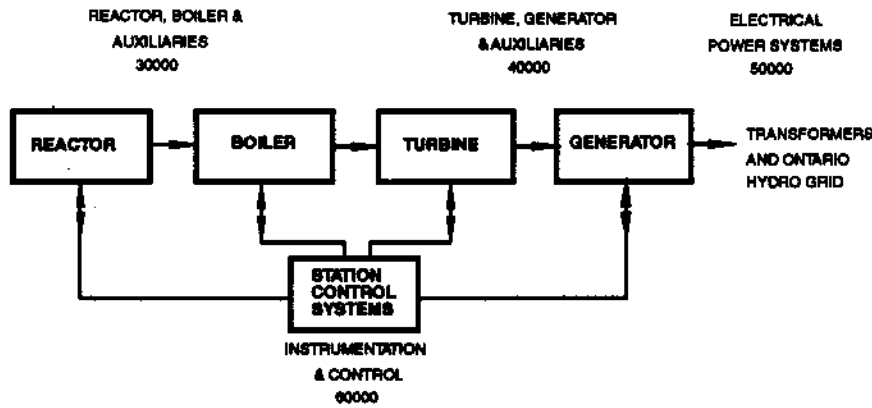 REACTOR, BOILER &
AUXILIARIES
30000
TURBINE, GENERATOR
& AUXILIARIES
40000
ELECTRICAL
POWER SYSTEMS
50000
REACTOR
BOILER
TURBINE
GENERATOR
TRANSFORMERS
AND ONTARIO
HYDRO GRID
STATION
CONTROL
SYSTEMS
INSTRUMENTATION
& CONTROL
60000